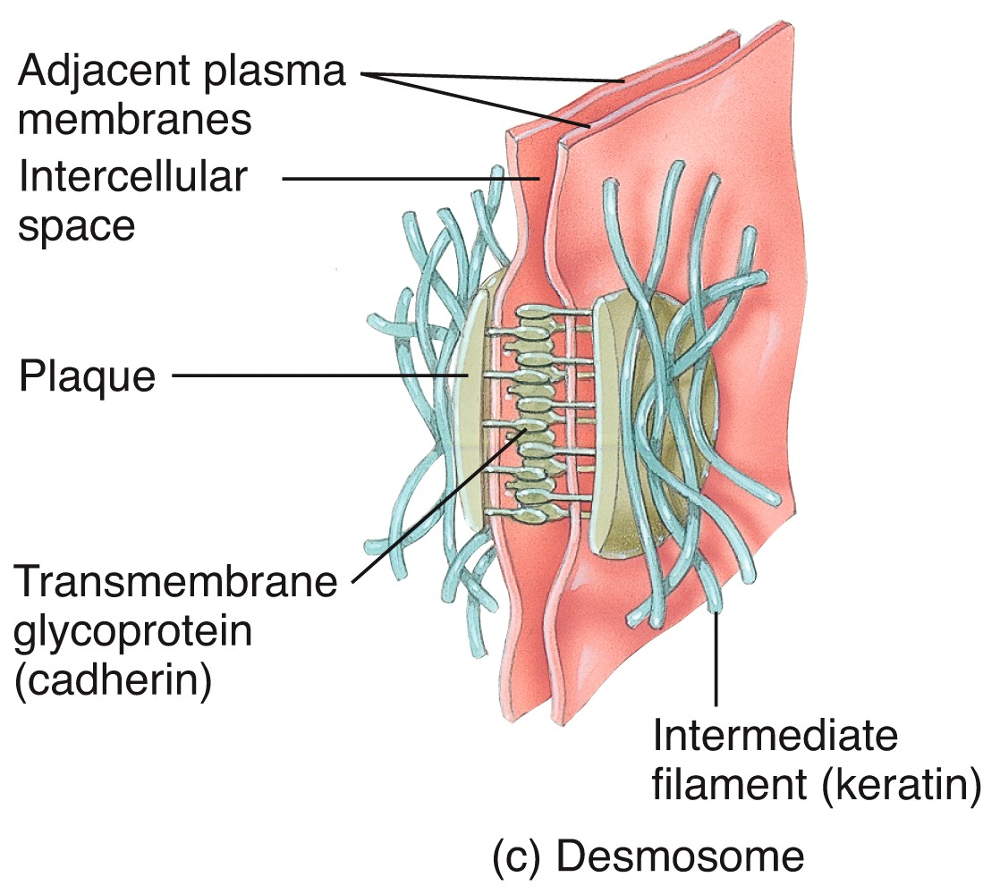 Adjacent plasma
membranes
Intercellular
space
Plaque
Transmembrane
glycoprotein
(cadherin)
Intermediate
filament (keratin)
(c) Desmosome